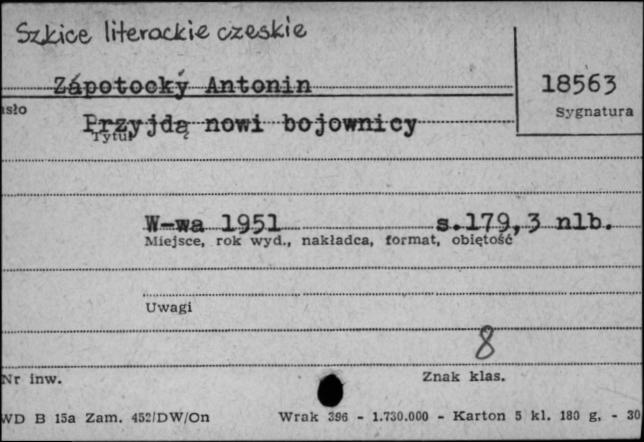 Szkice literackie czeskie
Zápotocký Antonin
18563
asło
Sygnatura
Przyjdą nowi bojownicy
Tytuł
W-wa 1951 s.179,3 nlb.
Miejsce, rok wyd., nakładca, format, objętość
Uwagi
8
Nr inw.
Znak klas.
WD B 15a Zam. 452/DW/On Wrak 396 - 1.730.000 - Karton 5 kl. 180 g, - 30